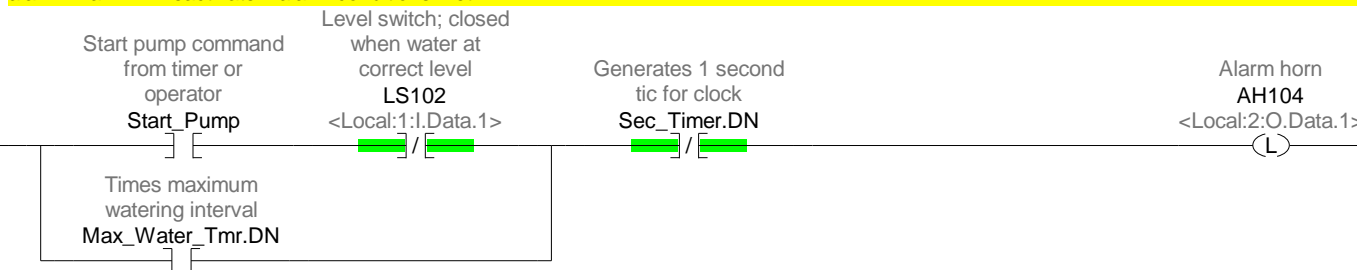 Start pump command
from timer or
operator
Start_Pump
Level switch; closed
when water at
correct level
LS102
<Local:1:I.Data.1>
/
Generates 1 second
tic for clock
Sec_Timer.DN
/
Alarm horn
AH104
<Local:2:O.Data.1>
L
Times maximum
watering interval
Max_Water_Tmr.DN